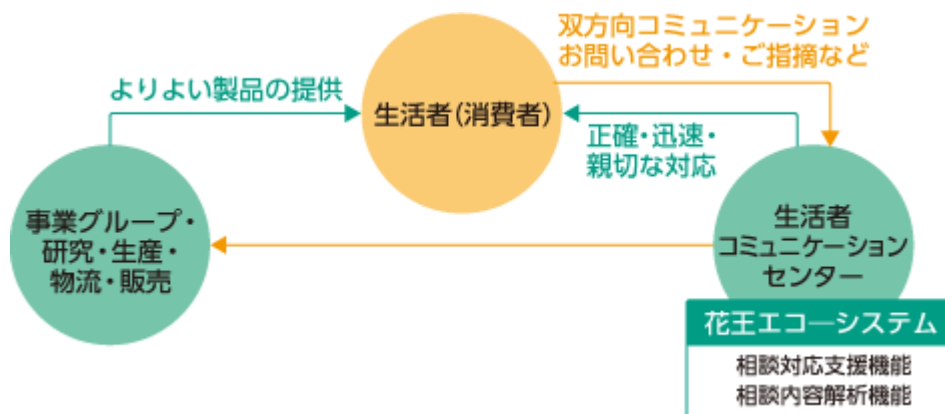 双方向コミュニケーション
お問い合わせ・ご指摘など
よりよい製品の提供
生活者(消費者)
正確・迅速・
親切な対応
事業グループ・
研究・生産・
物流・販売
生活者
コミュニケーション
センター
花王エコーシステム
相談対応支援機能
相談内容解析機能